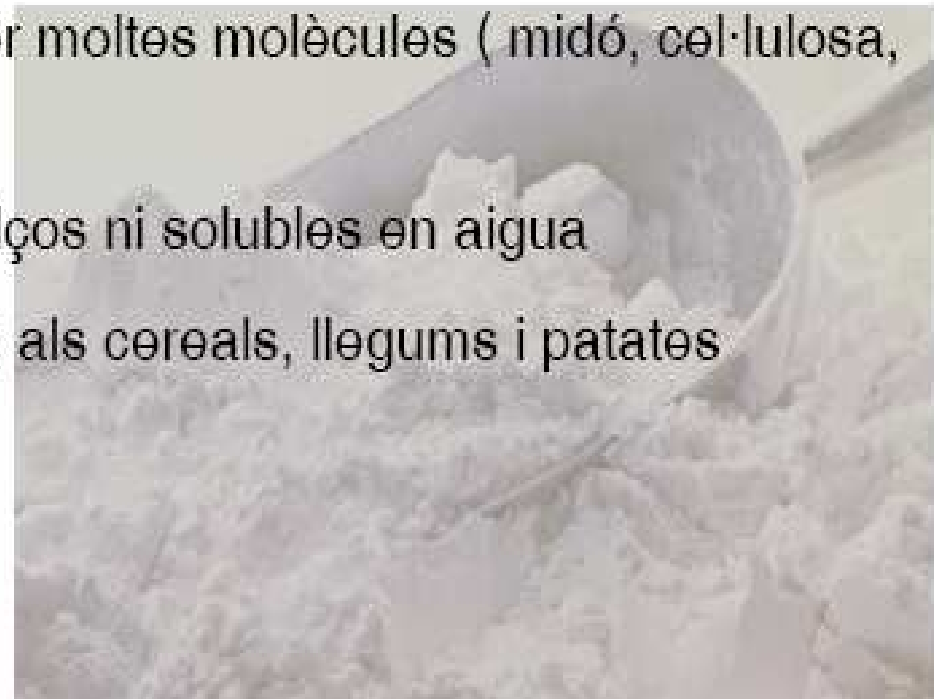 r moltes molècules ( midó, cel·lulosa,
ços ni solubles en aigua
als cereals, llegums i patates